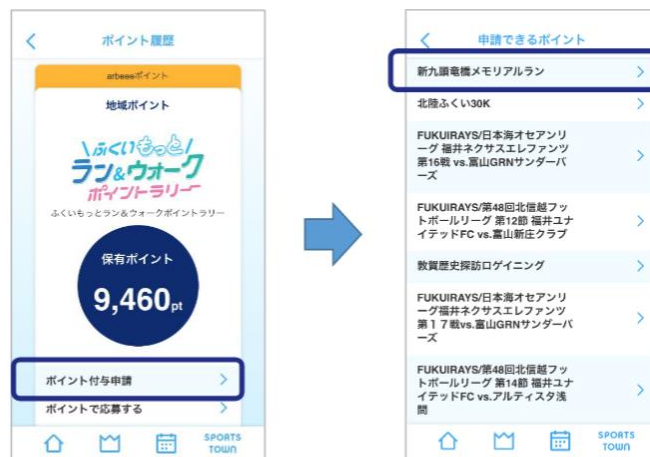 ポイント履歴
arbeeeポイント
地域ポイント
ふくいもっと
ラン&ウォーク
ポイントラリー
ふくいもっとラン&ウォークポイントラリー
保有ポイント
9,460pt
ポイント付与申請
ポイントで応募する
SPORTS
TOWN
申請できるポイント
新九頭竜橋メモリアルラン
北陸ふくい30K
FUKUIRAYS/日本海オセアンリ
ーグ 福井ネクサスエレファンツ
第16戦 vs.富山GRNサンダーバ
ーズ
FUKUIRAYS/第48回北信越フッ
トボールリーグ 第12節 福井ユナ
イテッドFC vs.富山新庄クラブ
敦賀歴史探訪ロゲイニング
FUKUIRAYS/日本海オセアンリ
ーグ福井ネクサスエレファンツ
第17戦vs.富山GRNサンダーバ
ーズ
FUKUIRAYS/第48回北信越フッ
トボールリーグ 第14節 福井ユナ
イテッドFC vs.アルティスタ浅
間
SPORTS
TOWN